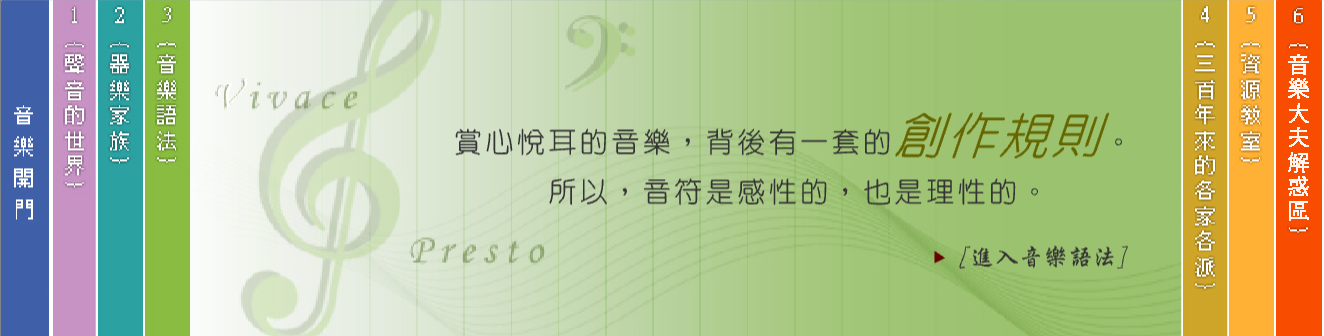 音樂開門
1 {聲音的世界}
2 {器樂家族}
3 {音樂語法}
Vivace
賞心悅耳的音樂，背後有一套的創作規則。
所以，音符是感性的，也是理性的。
Presto
[進入音樂語法]
4 {三百年來的各家各派}
5 {資源教室}
6 {音樂大夫解惑區}